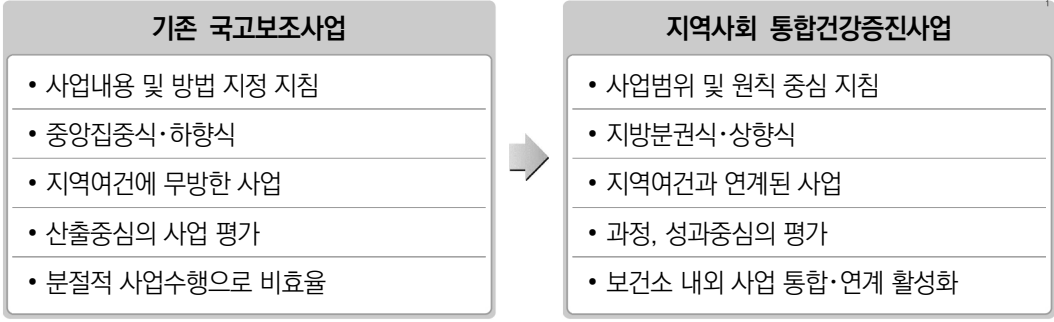 기존 국고보조사업
• 사업내용 및 방법 지정 지침
• 중앙집중식·하향식
• 지역여건에 무방한 사업
• 산출중심의 사업 평가
• 분절적 사업수행으로 비효율
지역사회 통합건강증진사업
• 사업범위 및 원칙 중심 지침
• 지방분권식·상향식
• 지역여건과 연계된 사업
• 과정, 성과중심의 평가
• 보건소 내외 사업 통합·연계 활성화